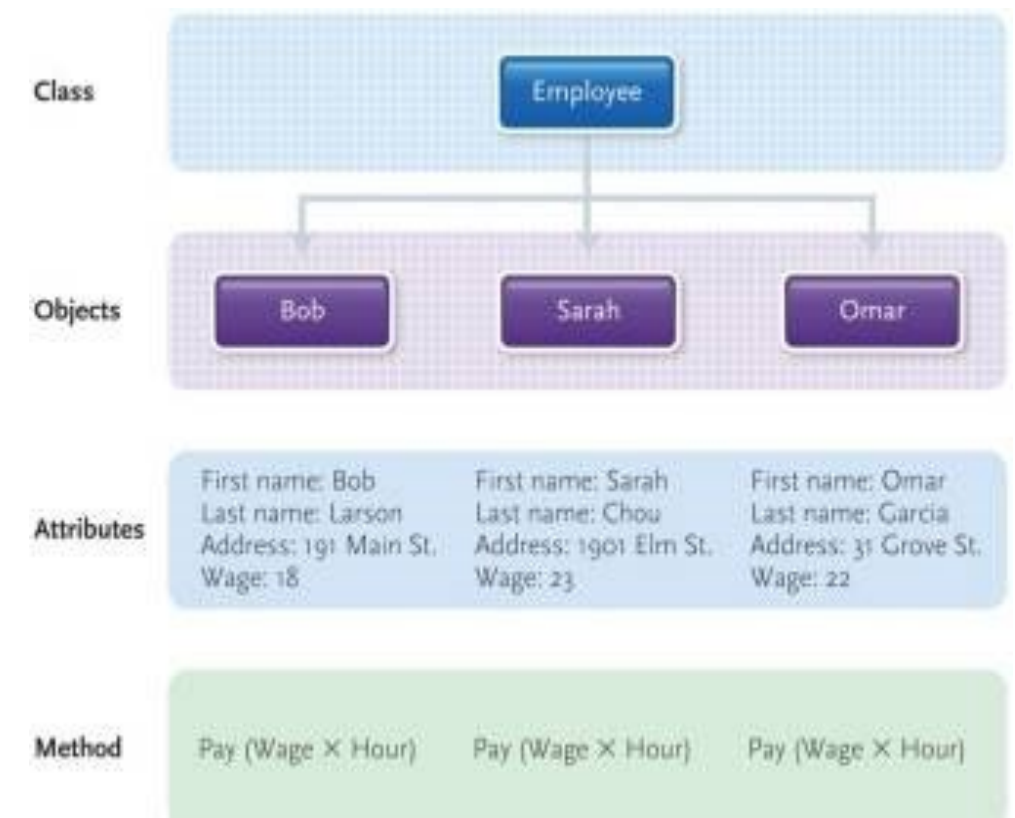 Class
Employee
Objects
Bob
Sarah
Omar
Attributes
First name: Bob
Last name: Larson
Address: 191 Main St.
Wage: 18
First name: Sarah
Last name: Chou
Address: 1901 Elm St.
Wage: 23
First name: Omar
Last name: Garcia
Address: 31 Grove St.
Wage: 22
Method
Pay (Wage × Hour)
Pay (Wage × Hour)
Pay (Wage × Hour)